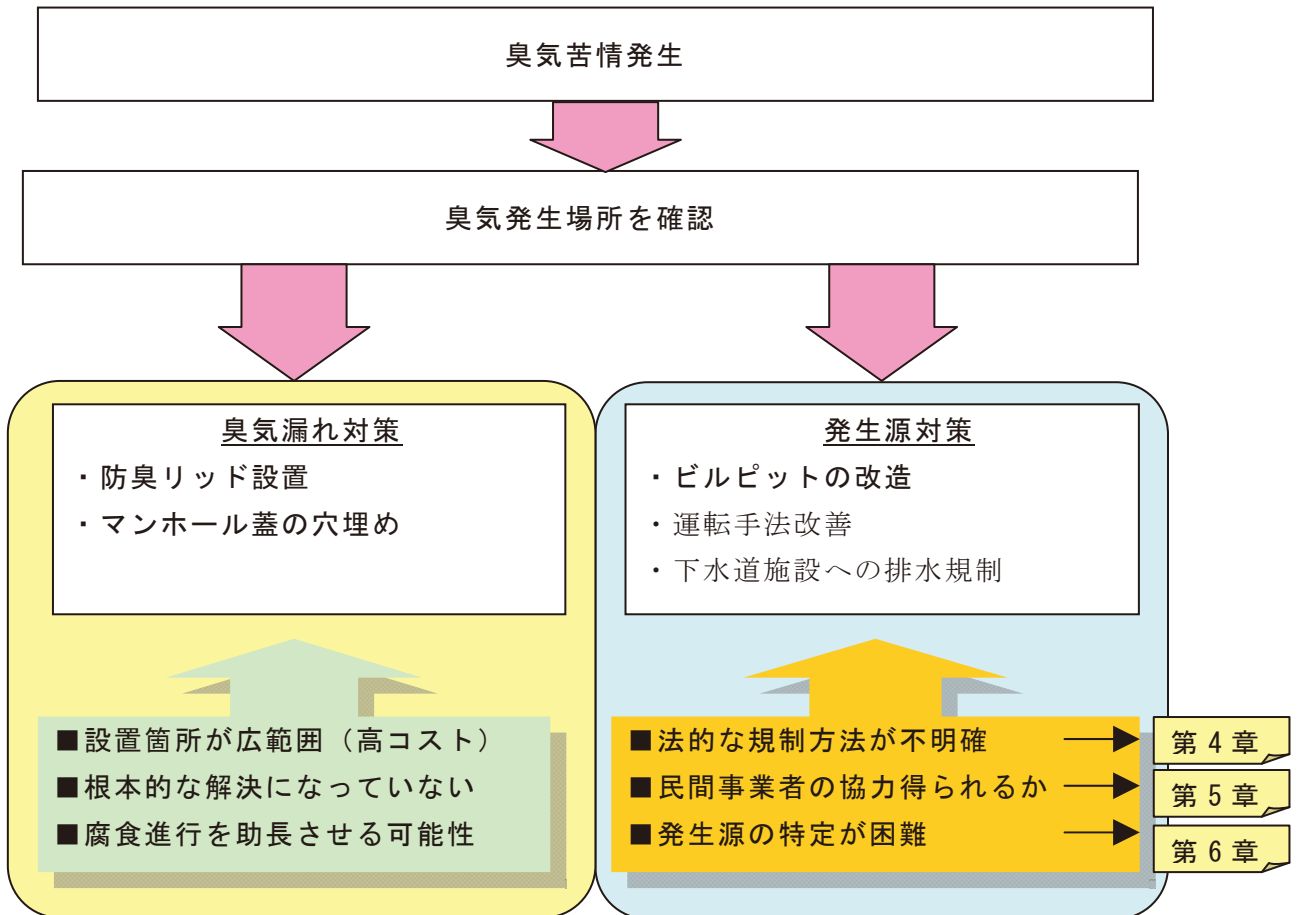 臭気苦情発生
臭気発生場所を確認
臭気漏れ対策
・防臭リッド設置
・マンホール蓋の穴埋め
■設置箇所が広範囲（高コスト）
■根本的な解決になっていない
■腐食進行を助長させる可能性
発生源対策
・ビルピットの改造
・運転手法改善
・下水道施設への排水規制
■法的な規制方法が不明確
■民間事業者の協力得られるか
■発生源の特定が困難
第４章
第５章
第６章